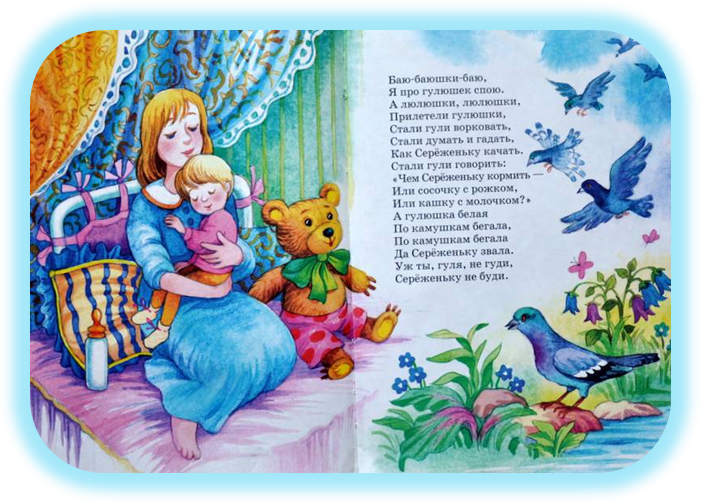 Баю-баюшки-баю,
Я про гулюшек спою.
А люлюшки, люлюшки,
Прилетели гулюшки,
Стали гули ворковать,
Стали думать и гадать,
Как Серёженьку качать.
Стали гули говорить:
«Чем Серёженьку кормить —
Или сосочку с рожком,
Или кашку с молочком?»
А гулюшка белая
По камушкам бегала,
По камушкам бегала
Да Серёженьку звала.
Уж ты, гуля, не гуди,
Серёженьку не буди.